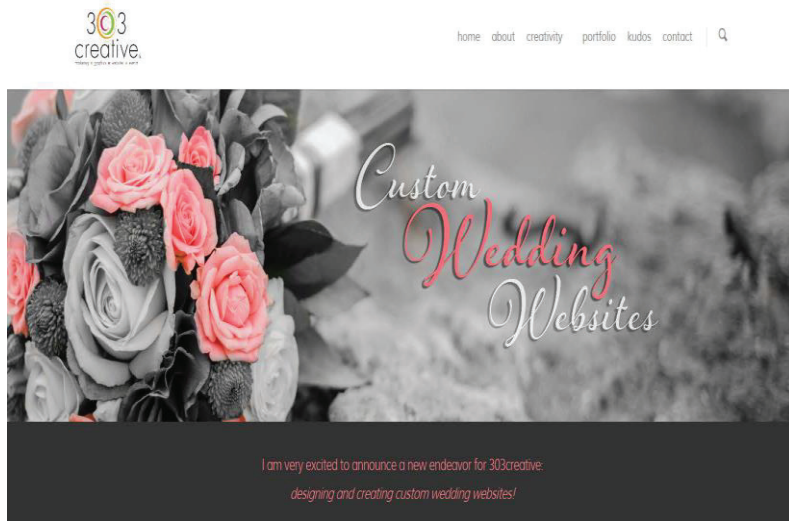 303
creative
home about creativity portfolio kudos contact
Custom
Wedding
Websites
I am very excited to announce a new endeavor for 303creative:
designing and creating custom wedding websites!